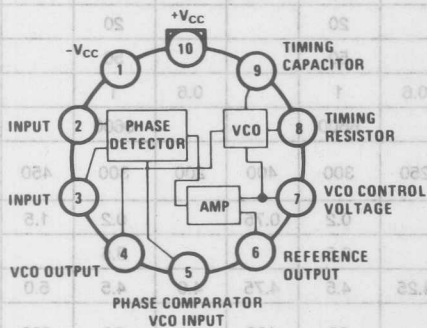 +VCC
-VCC
10
1
9
TIMING
CAPACITOR
INPUT
2
PHASE
DETECTOR
VCO
8
TIMING
RESISTOR
INPUT
3
AMP
7
VCO CONTROL
VOLTAGE
VCO OUTPUT
4
5
6
REFERENCE
OUTPUT
PHASE COMPARATOR
VCO INPUT